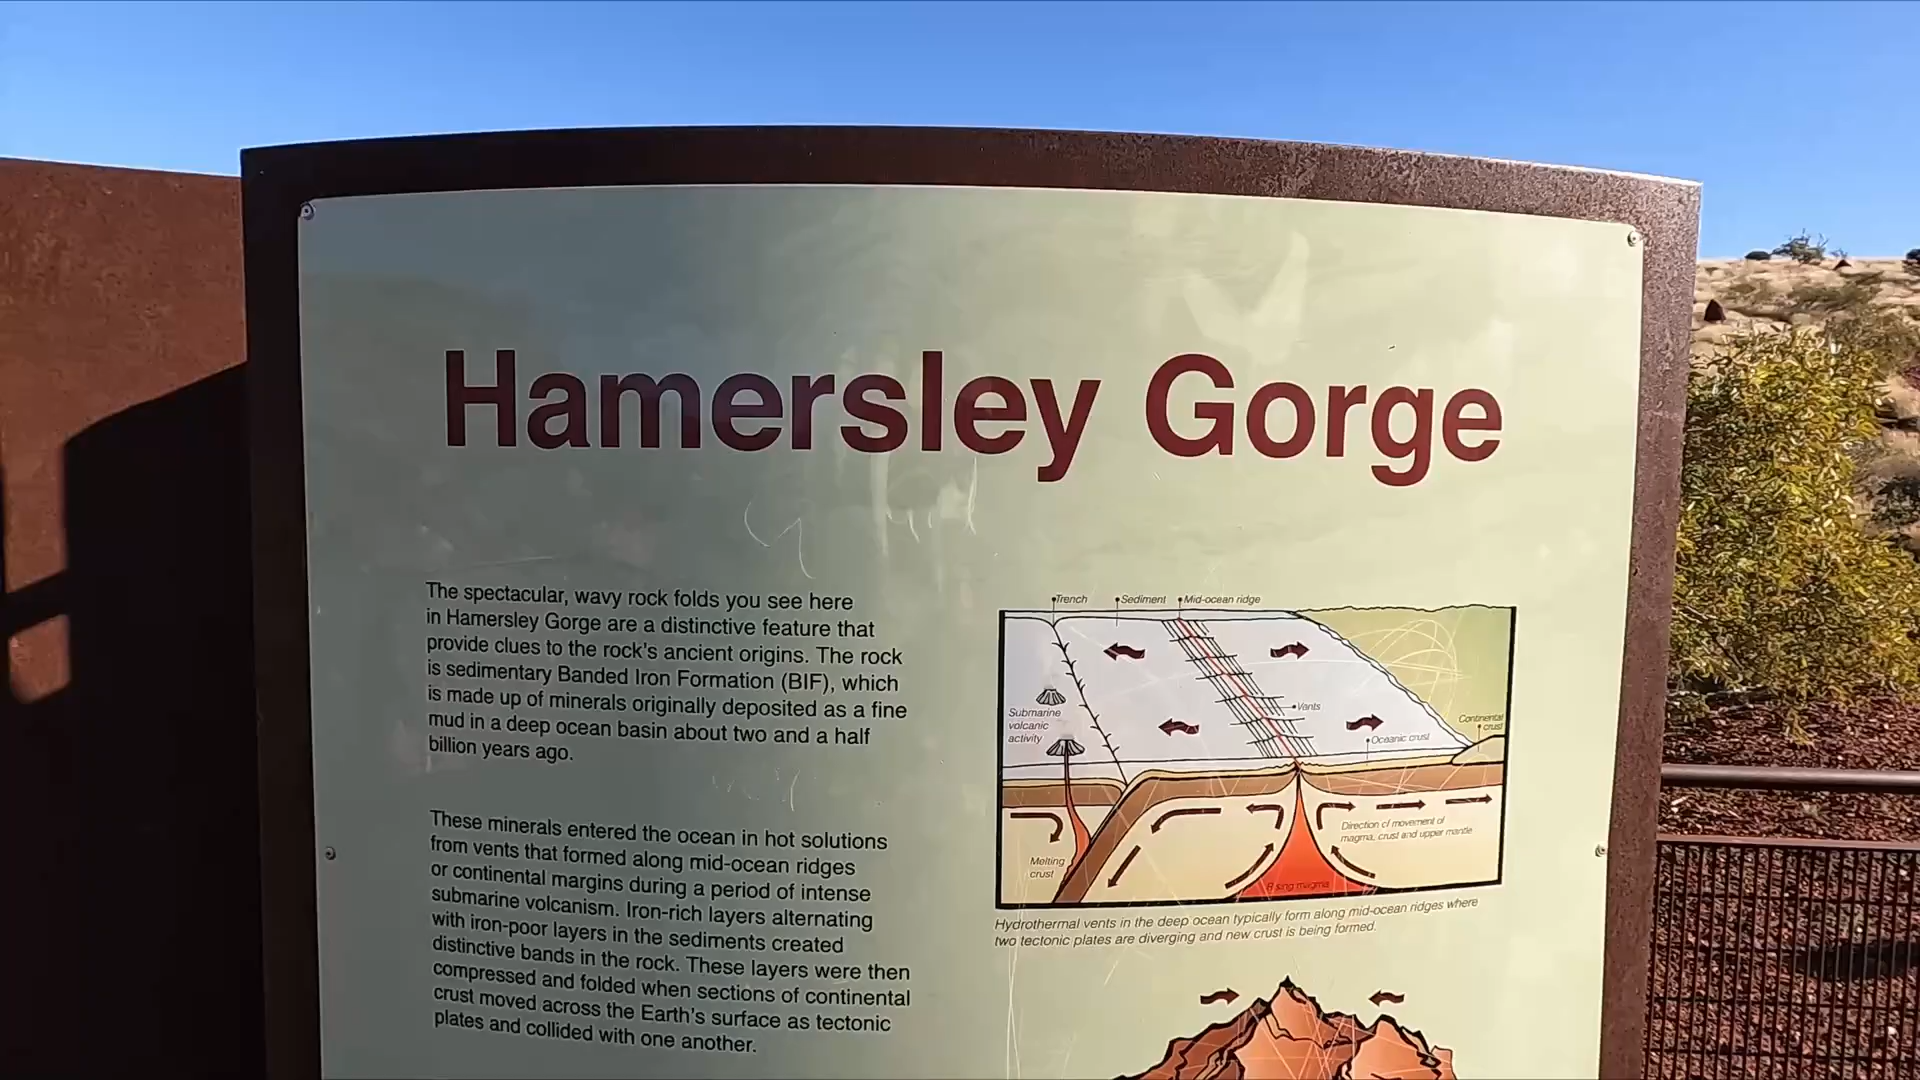 Hamersley Gorge
The spectacular, wavy rock folds you see here
in Hamersley Gorge are a distinctive feature that
provide clues to the rock's ancient origins. The rock
is sedimentary Banded Iron Formation (BIF), which
is made up of minerals originally deposited as a fine
mud in a deep ocean basin about two and a half
billion years ago.
These minerals entered the ocean in hot solutions
from vents that formed along mid-ocean ridges
or continental margins during a period of intense
submarine volcanism. Iron-rich layers alternating
with iron-poor layers in the sediments created
distinctive bands in the rock. These layers were then
compressed and folded when sections of continental
crust moved across the Earth's surface as tectonic
plates and collided with one another.
Trench Sediment Mid-ocean ridge
Submarine
volcanic
activity
Vents
Continental
crust
Oceanic crust
Direction of movement of
magma, crust and upper mantle
Melting
crust
Rising magma
Hydrothermal vents in the deep ocean typically form along mid-ocean ridges where
two tectonic plates are diverging and new crust is being formed.